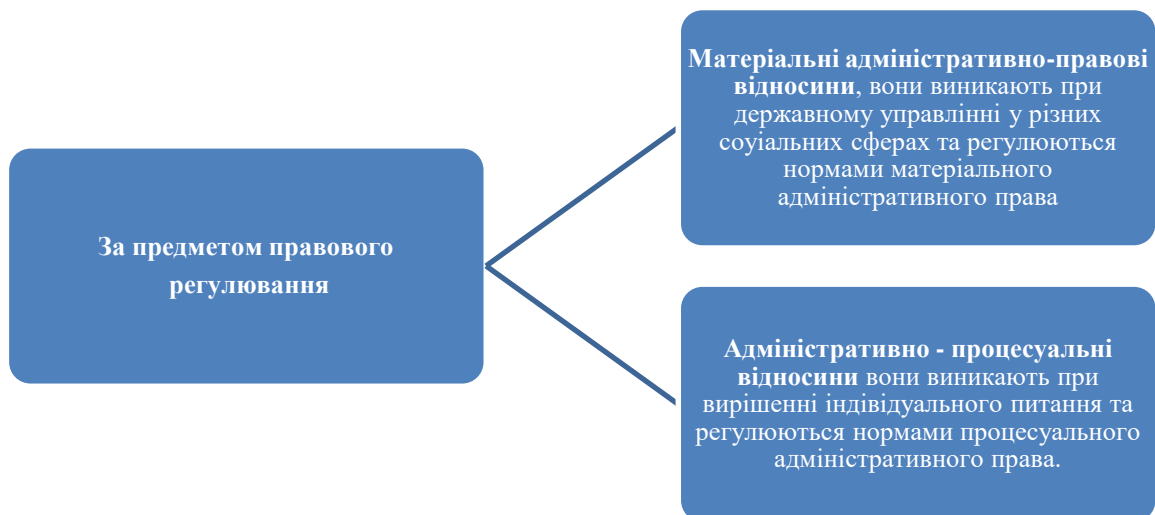 За предметом правового
регулювання
Матеріальні адміністративно-правові
відносини, вони виникають при
державному управлінні у різних
соуіальних сферах та регулюються
нормами матеріального
адміністративного права
Адміністративно - процесуальні
відносини вони виникають при
вирішенні індивідуального питання та
регулюються нормами процесуального
адміністративного права.